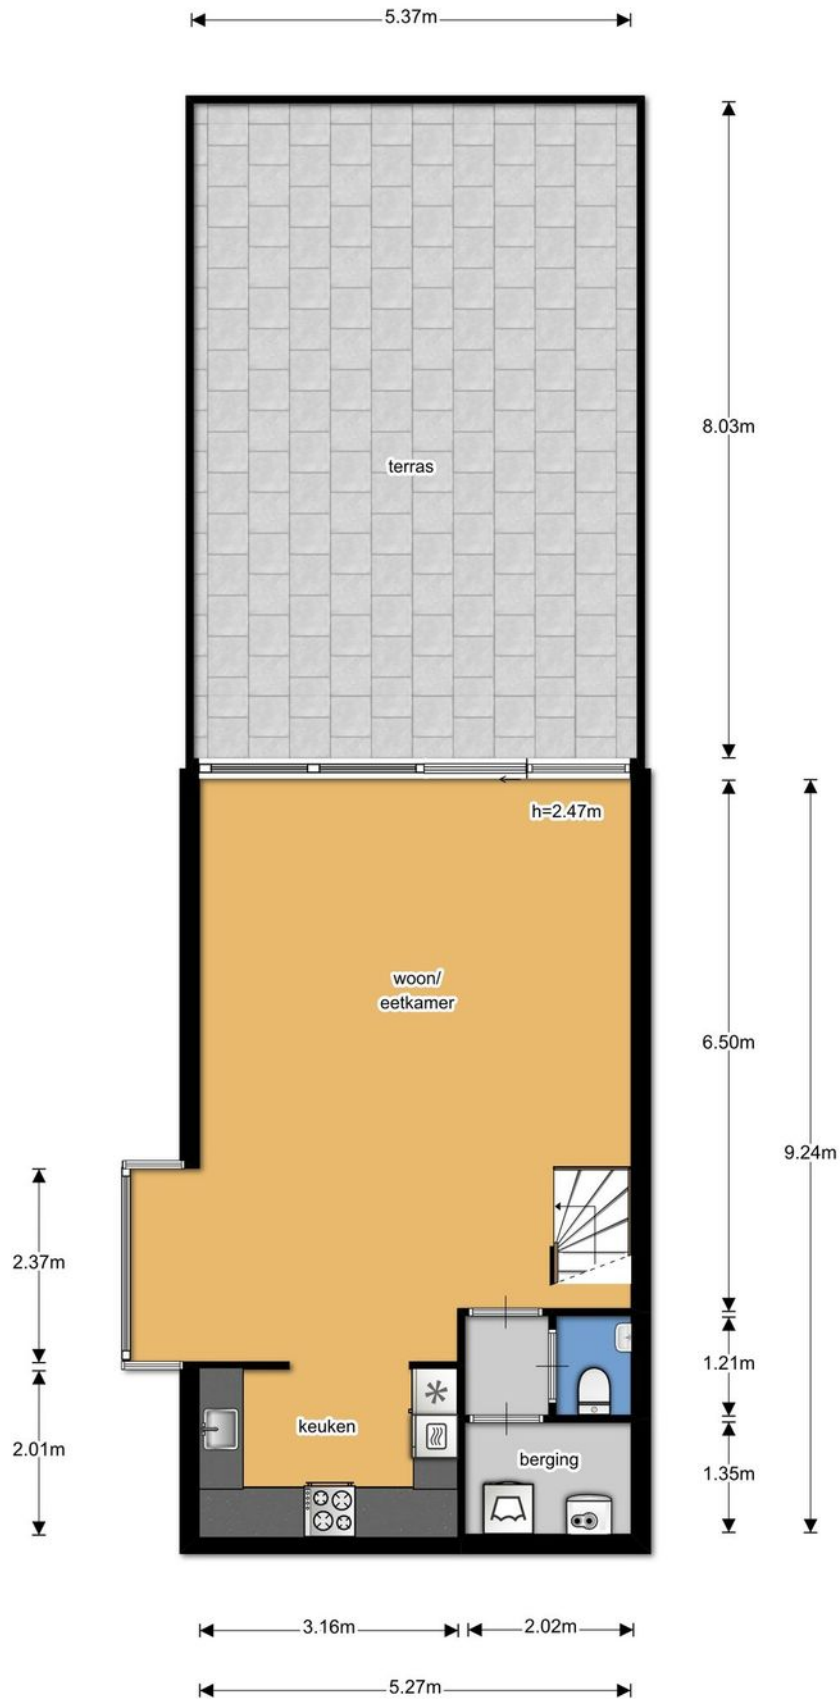 5.37m
8.03m
terras
h=2.47m
woon/
eetkamer
6.50m
9.24m
2.37m
1.21m
keuken
2.01m
berging
1.35m
3.16m
2.02m
5.27m